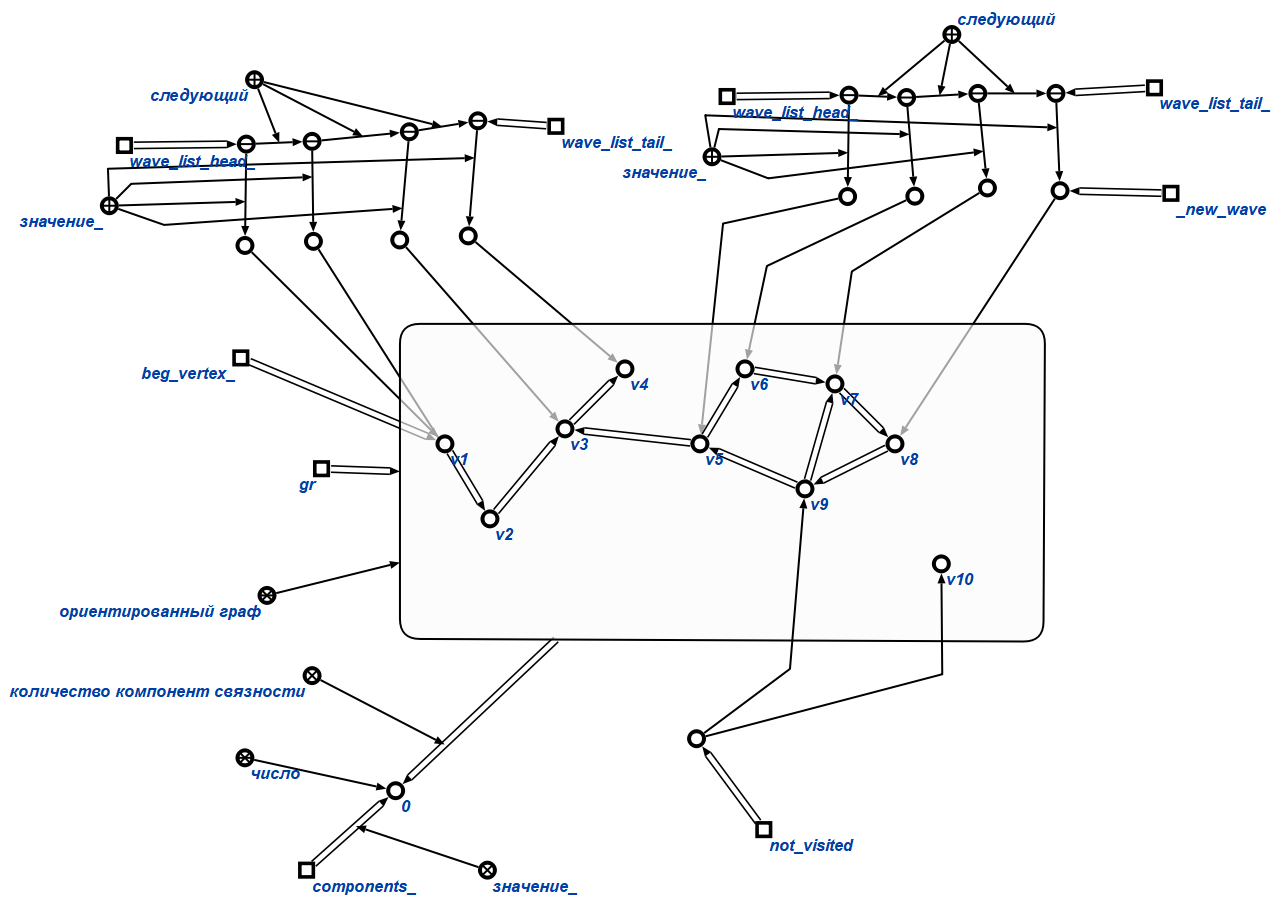 следующий
следующий
wave_list_head_
wave_list_tail_
wave_list_head_
wave_list_tail_
значение_
значение_
_new_wave
beg_vertex_
v4
v6
v7
v3
v1
v5
v8
gr
v2
v9
v10
ориентированный граф
количество компонент связности
число
0
not_visited
components_
значение_